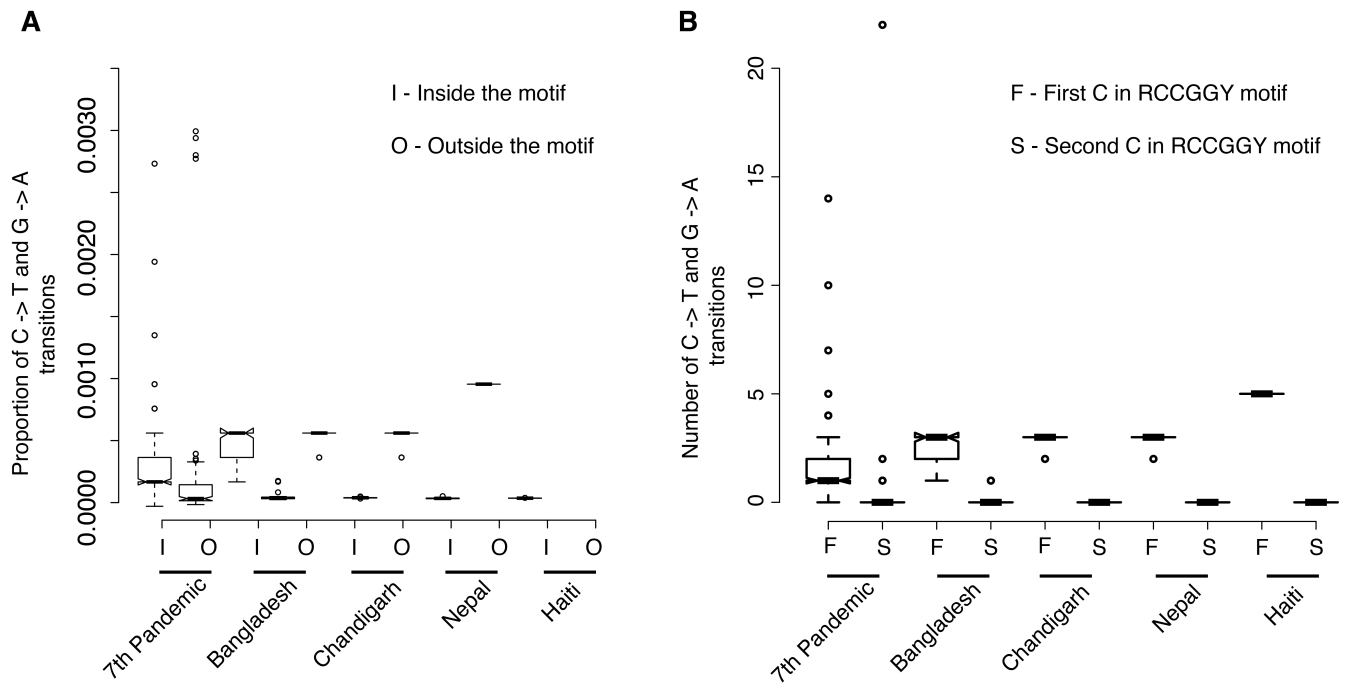 A
Proportion of C -> T and G -> A
transitions
0.0030
0.0020
0.0010
0.0000
I - Inside the motif
O - Outside the motif
I O I O I O I O I O
7th Pandemic
Bangladesh
Chandigarh
Nepal
Haiti
B
Number of C -> T and G -> A
transitions
20
15
10
5
0
F - First C in RCCGGY motif
S - Second C in RCCGGY motif
F S F S F S F S F S
7th Pandemic
Bangladesh
Chandigarh
Nepal
Haiti